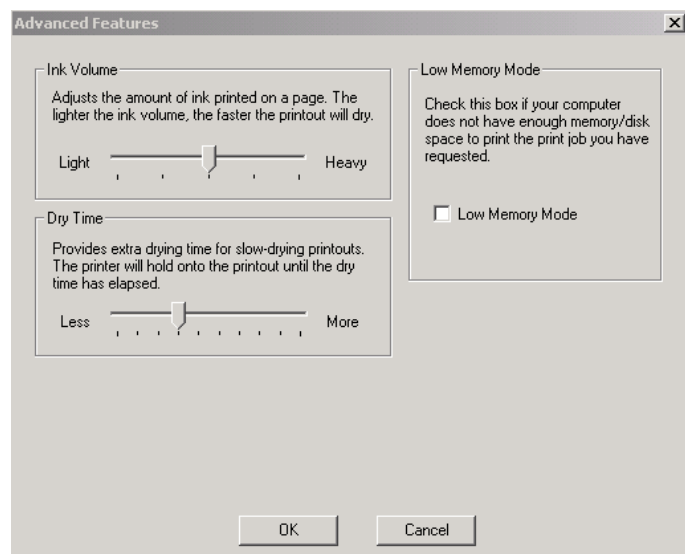 Advanced Features
Ink Volume
Adjusts the amount of ink printed on a page. The
lighter the ink volume, the faster the printout will dry.
Light
Heavy
Dry Time
Provides extra drying time for slow-drying printouts.
The printer will hold onto the printout until the dry
time has elapsed.
Less
More
Low Memory Mode
Check this box if your computer
does not have enough memory/disk
space to print the print job you have
requested.
Low Memory Mode
OK
Cancel